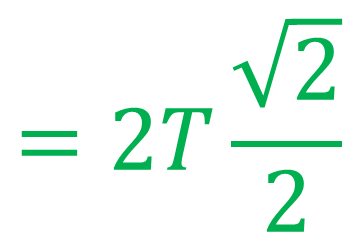 = 2T √2/2